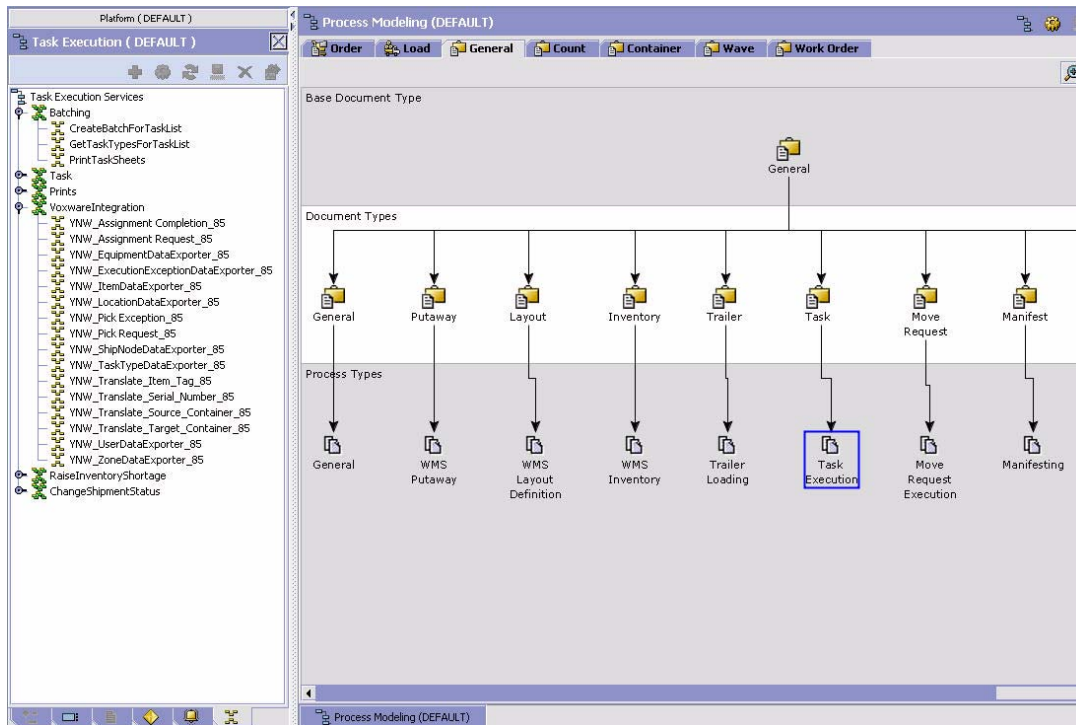 Platform ( DEFAULT )
Task Execution ( DEFAULT )
Task Execution Services
Batching
CreateBatchForTaskList
GetTaskTypesForTaskList
PrintTaskSheets
Task
Prints
VoxwareIntegration
YNW_Assignment Completion_85
YNW_Assignment Request_85
YNW_EquipmentDataExporter_85
YNW_ExecutionExceptionDataExporter_85
YNW_ItemDataExporter_85
YNW_LocationDataExporter_85
YNW_Pick Exception_85
YNW_Pick Request_85
YNW_ShipNodeDataExporter_85
YNW_TaskTypeDataExporter_85
YNW_Translate_Item_Tag_85
YNW_Translate_Serial_Number_85
YNW_Translate_Source_Container_85
YNW_Translate_Target_Container_85
YNW_UserDataExporter_85
YNW_ZoneDataExporter_85
RaiseInventoryShortage
ChangeShipmentStatus
Process Modeling (DEFAULT)
Order Load General Count Container Wave Work Order
Base Document Type
General
Document Types
General Putaway Layout Inventory Trailer Task Move Manifest
Request
Process Types
General WMS WMS WMS Trailer Task Move Manifesting
Putaway Layout Inventory Loading Execution Request
Definition Execution
Process Modeling (DEFAULT)